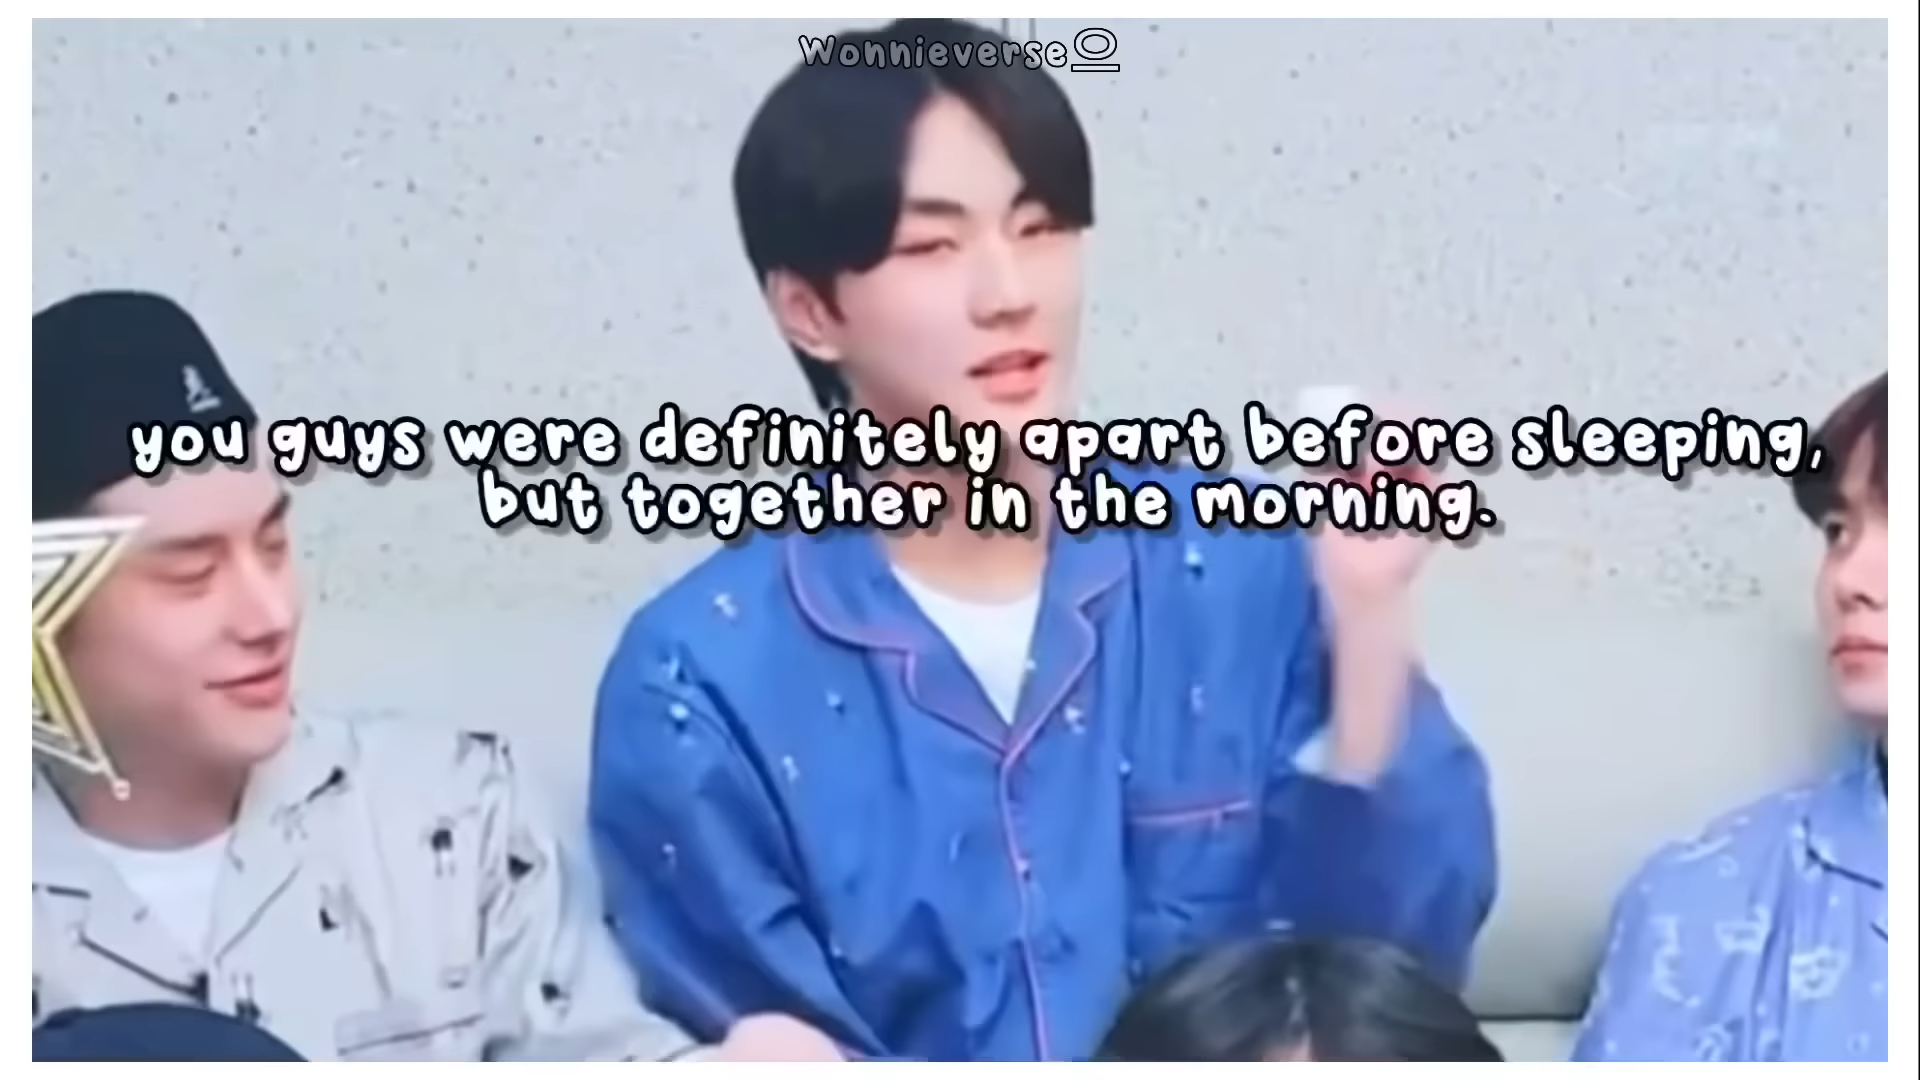 Wonnieverse
you guys were definitely apart before sleeping,
but together in the morning.